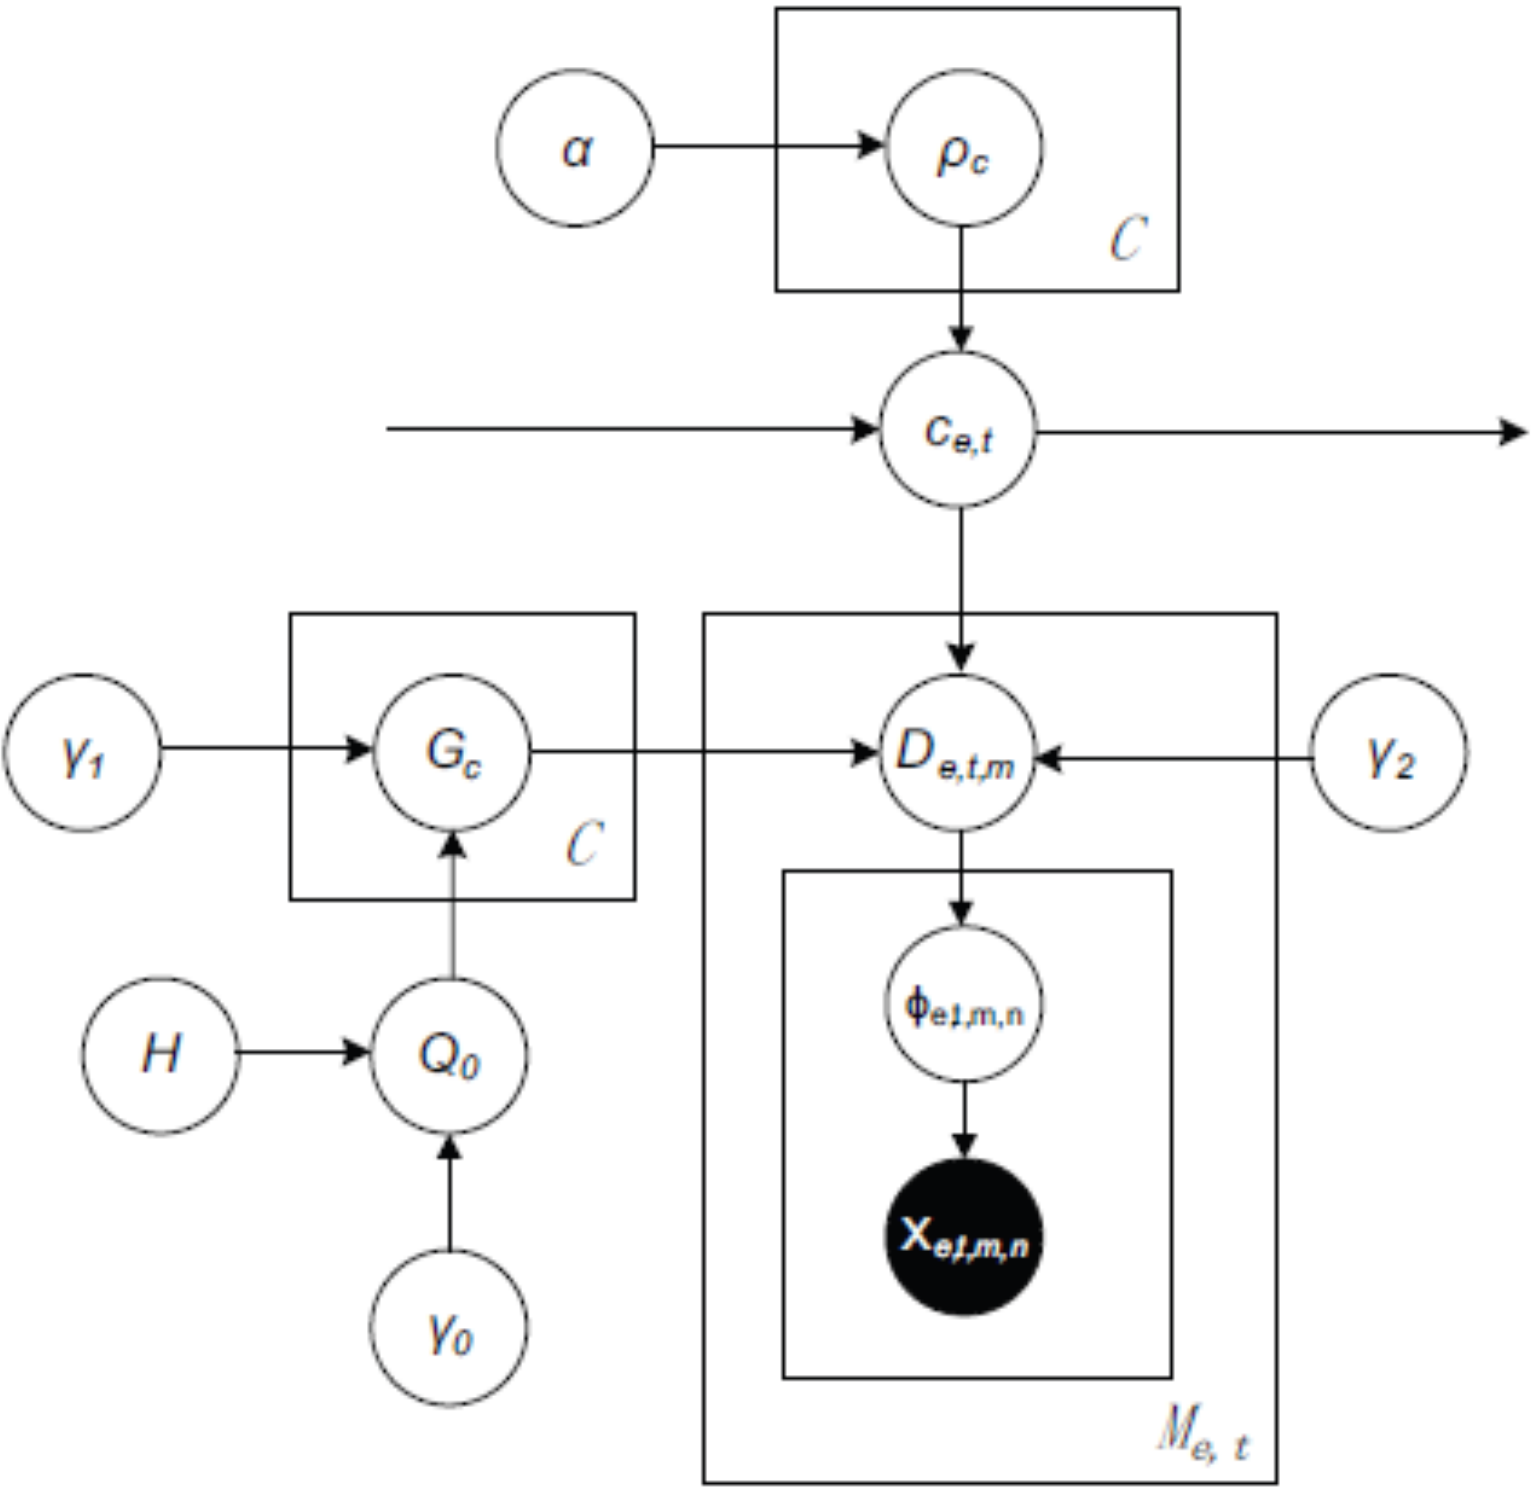 α
ρc
C
ce,t
γ1
Gc
C
De,t,m
γ2
H
Q0
ϕe,t,m,n
xe,t,m,n
γ0
Me, t